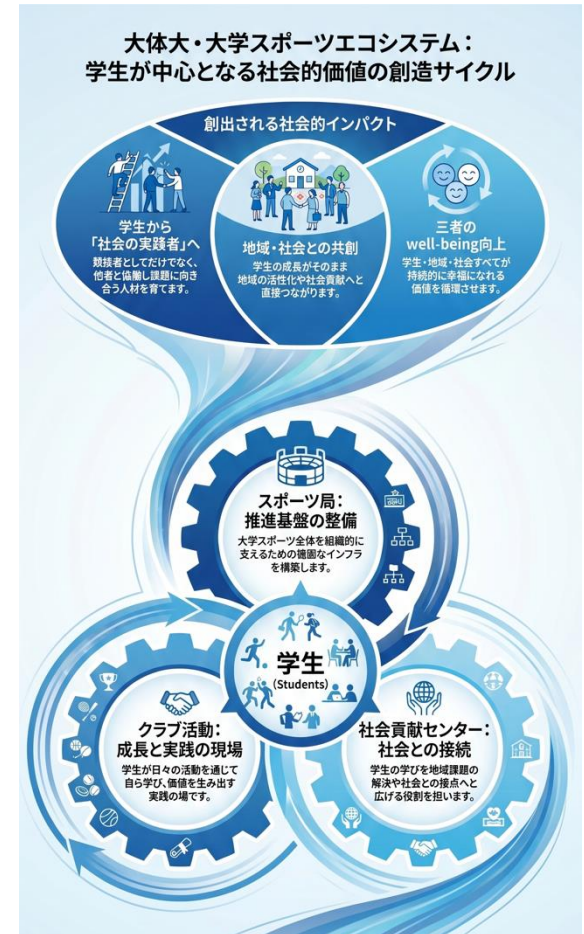 大体大・大学スポーツエコシステム：
学生が中心となる社会的価値の創造サイクル
創出される社会的インパクト
学生から
「社会の実践者」へ
競技者としてだけでなく、
他者と協働し課題に向き
合う人材を育てます。
地域・社会との共創
学生の成長がそのまま
地域の活性化や社会貢献へと
直接つながります。
三者の
well-being向上
学生・地域・社会すべてが
持続的に幸福になれる
価値を循環させます。
スポーツ局：
推進基盤の整備
大学スポーツ全体を組織的に
支えるための なインフラ
を構築します。
学生
(Students)
クラブ活動：
成長と実践の現場
学生が日々の活動を通じて
自ら学び、価値を生み出す
実践の場です。
社会貢献センター：
社会との接続
学生の学びを地域課題の
解決や社会との接点へと
広げる役割を担います。